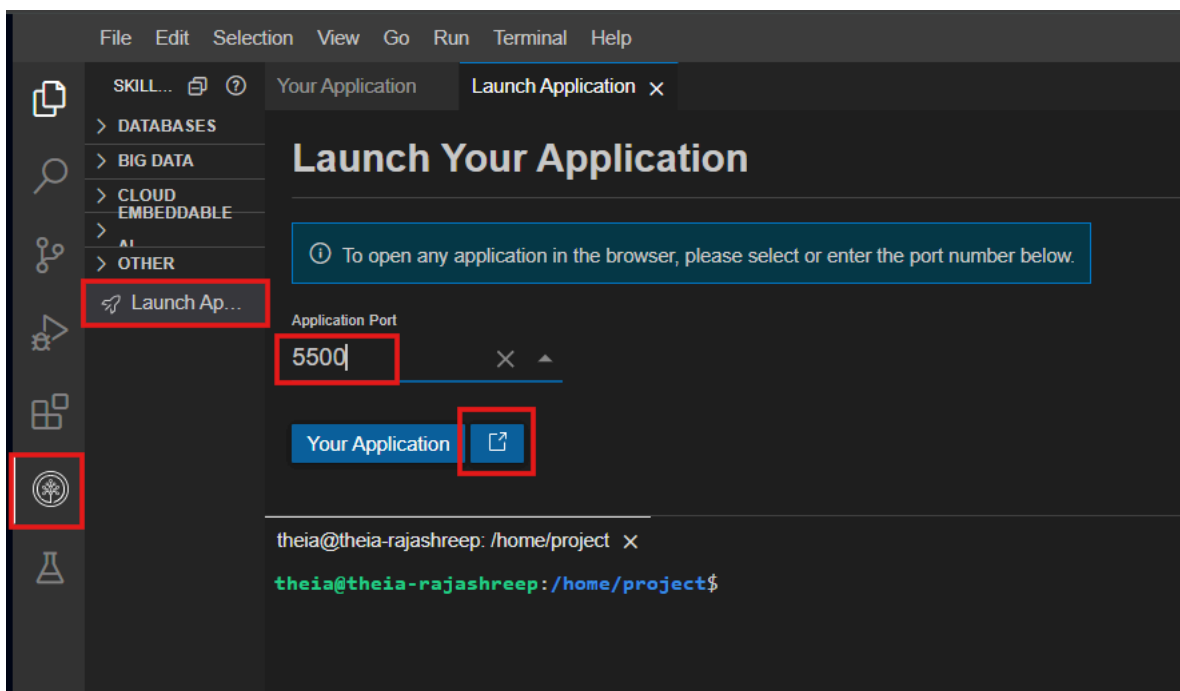 File Edit Selection View Go Run Terminal Help
SKILL...
Your Application
Launch Application
DATABASES
BIG DATA
CLOUD
EMBEDDABLE
AI
OTHER
Launch Ap...
Launch Your Application
To open any application in the browser, please select or enter the port number below.
Application Port
5500
Your Application
theia@theia-rajashreep: /home/project
theia@theia-rajashreep:/home/project$